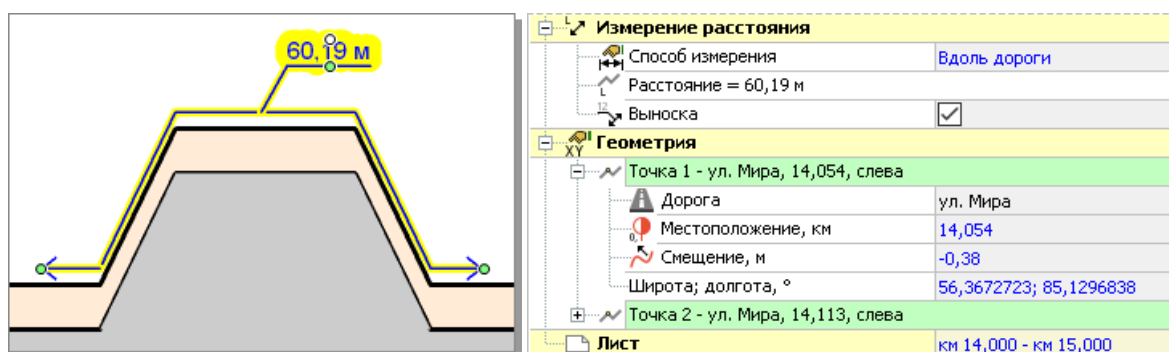 60,19 м
Измерение расстояния
Способ измерения Вдоль дороги
Расстояние = 60,19 м
Выноска
Геометрия
Точка 1 - ул. Мира, 14,054, слева
Дорога ул. Мира
Местоположение, км 14,054
Смещение, м -0,38
Широта; долгота, ° 56,3672723; 85,1296838
Точка 2 - ул. Мира, 14,113, слева
Лист км 14,000 - км 15,000